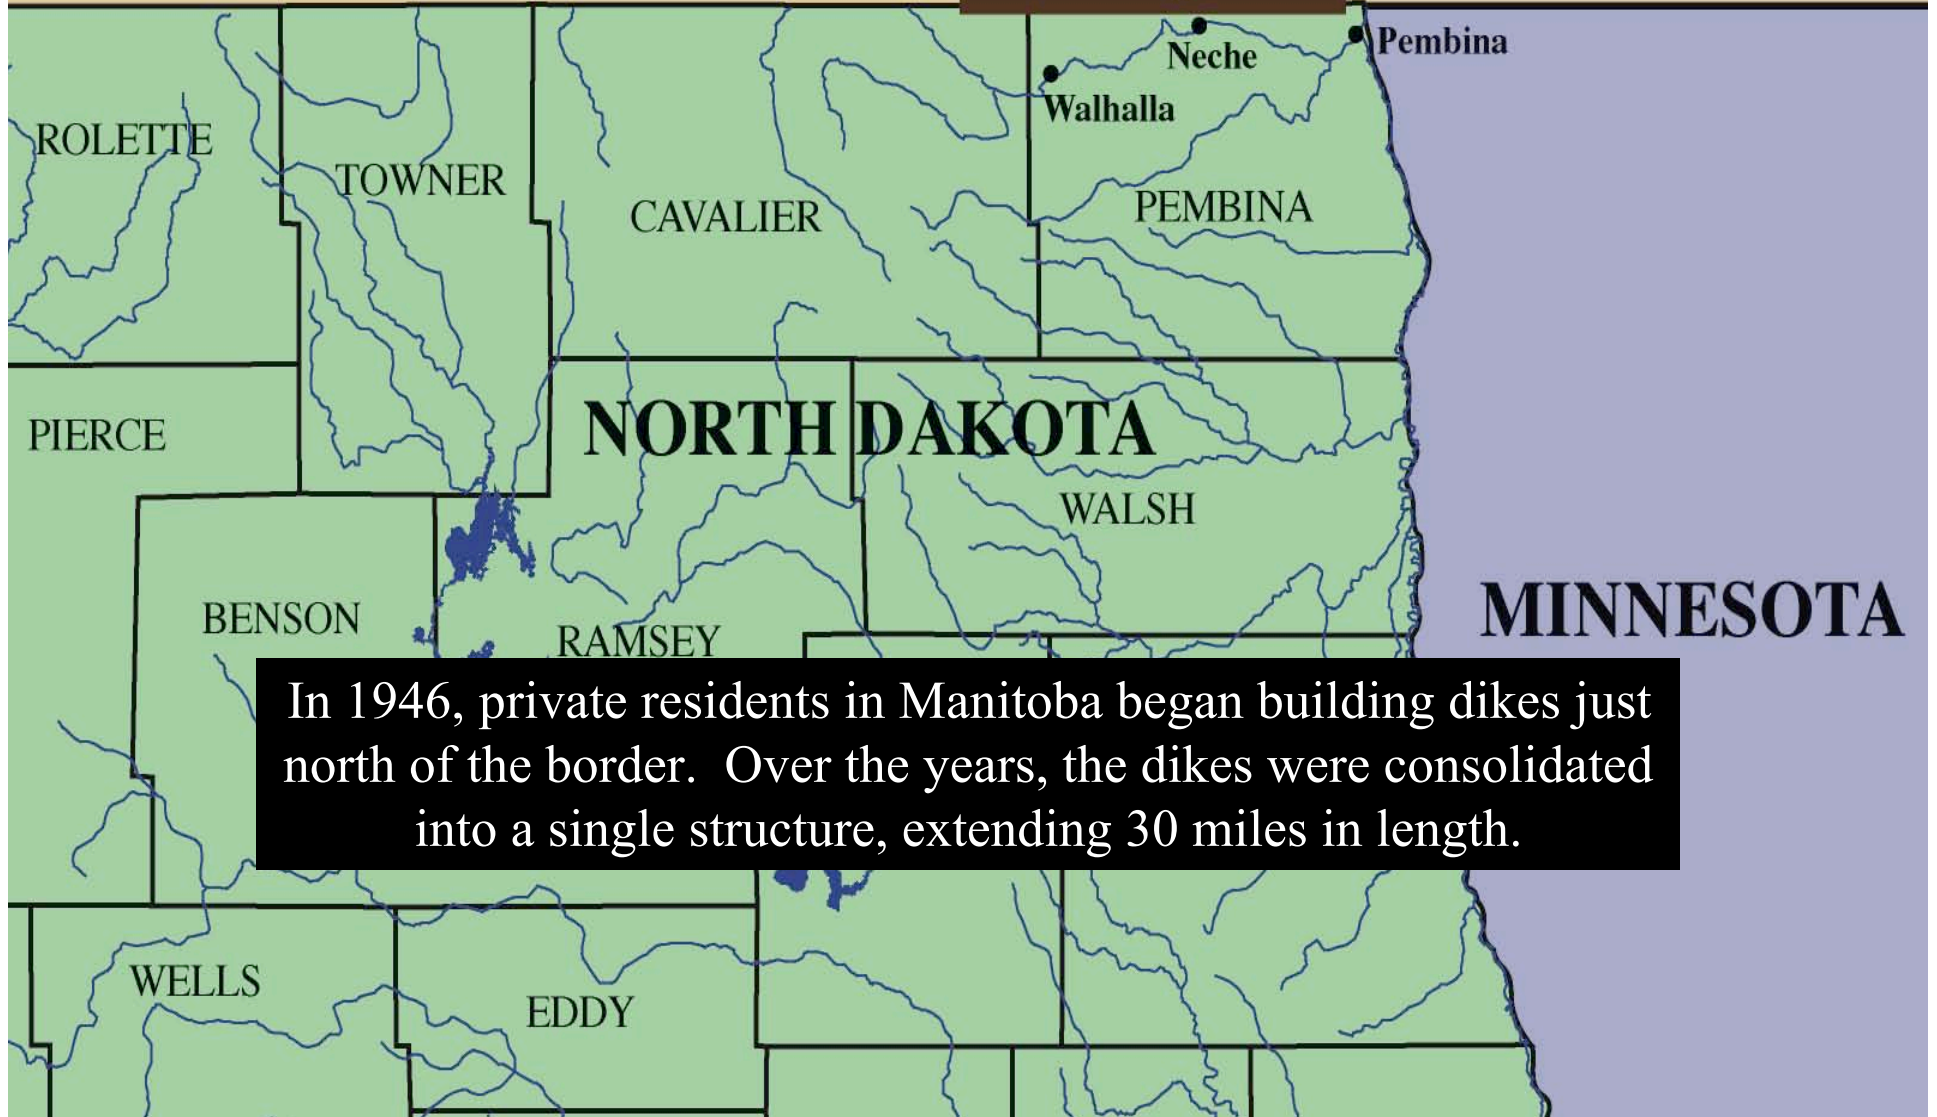 Neche
Pembina
Walhalla
ROLETTE
TOWNER
CAVALIER
PEMBINA
PIERCE
NORTH DAKOTA
WALSH
BENSON
RAMSEY
MINNESOTA
In 1946, private residents in Manitoba began building dikes just
north of the border.  Over the years, the dikes were consolidated
into a single structure, extending 30 miles in length.
WELLS
EDDY